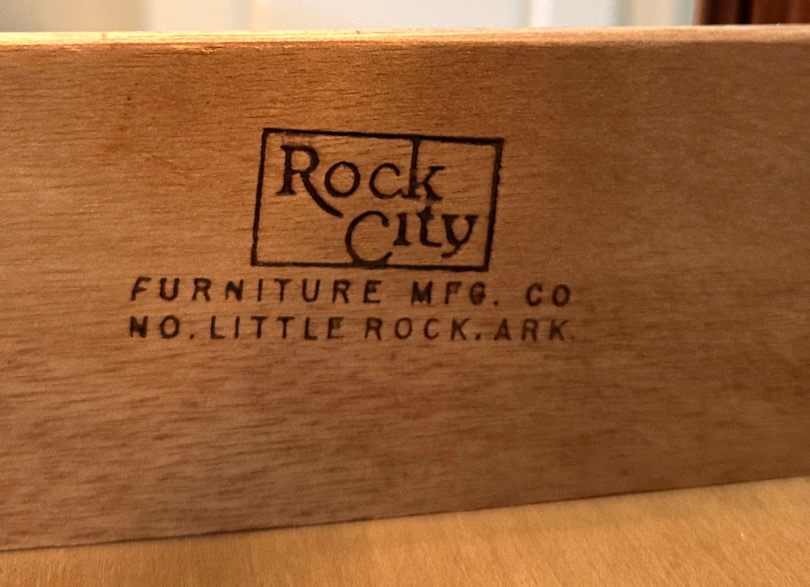 Rock
City
FURNITURE MFG. CO
NO. LITTLE ROCK. ARK.